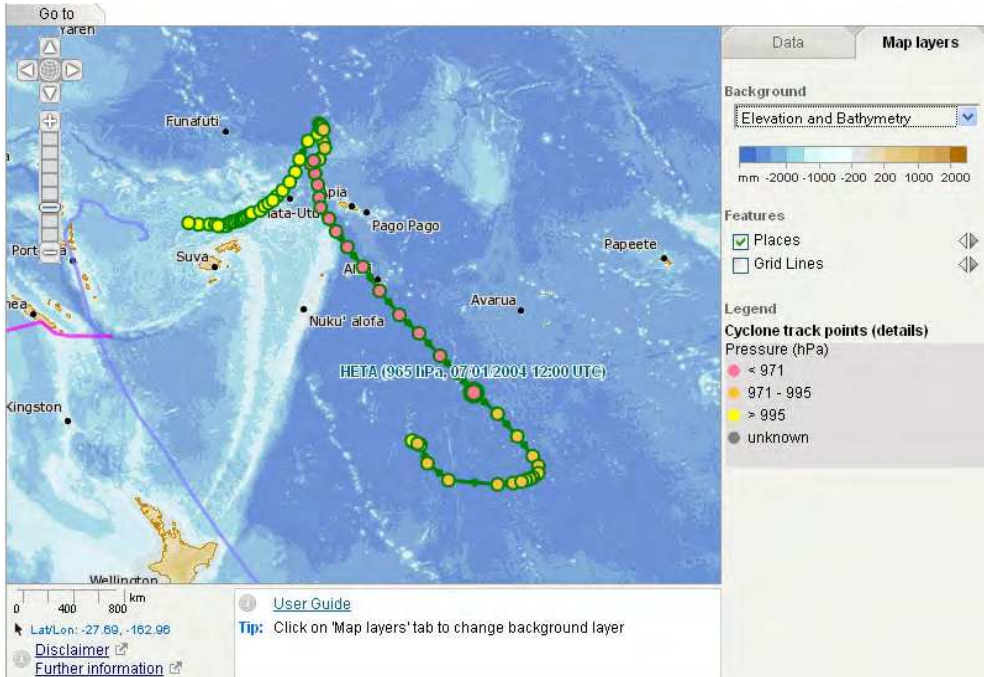 Go to
Yaren
Funafuti
Apia
Mata-Utu
Pago Pago
Port
Suva
Alofi
Papeete
Avarua
Nuku' alofa
HETA (965 hPa, 07/01/2004 12:00 UTC)
Kingston
Wellington
0 400 800 km
Lat/Lon: -27.69, -162.96
Disclaimer
Further information
User Guide
Tip: Click on 'Map layers' tab to change background layer
Data
Map layers
Background
Elevation and Bathymetry
mm -2000 -1000 -200 200 1000 2000
Features
Places
Grid Lines
Legend
Cyclone track points (details)
Pressure (hPa)
< 971
971 - 995
> 995
unknown